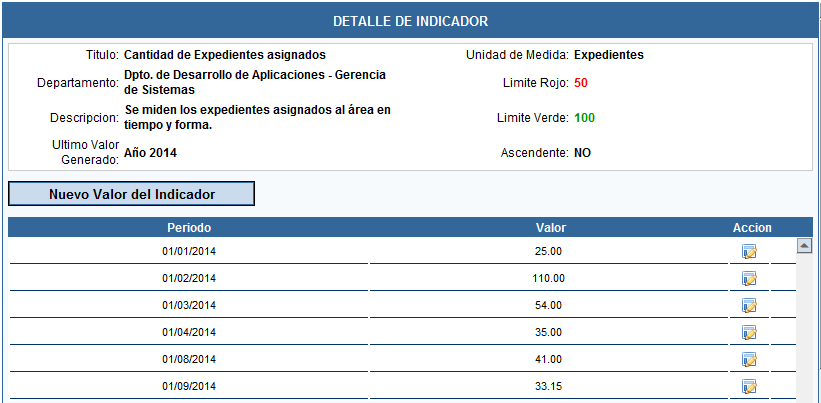 DETALLE DE INDICADOR
Titulo: Cantidad de Expedientes asignados Unidad de Medida: Expedientes
Departamento: Dpto. de Desarrollo de Aplicaciones - Gerencia de Sistemas Limite Rojo: 50
Descripcion: Se miden los expedientes asignados al área en tiempo y forma. Limite Verde: 100
Ultimo Valor Generado: Año 2014 Ascendente: NO
Nuevo Valor del Indicador
Periodo Valor Accion
01/01/2014 25.00
01/02/2014 110.00
01/03/2014 54.00
01/04/2014 35.00
01/08/2014 41.00
01/09/2014 33.15